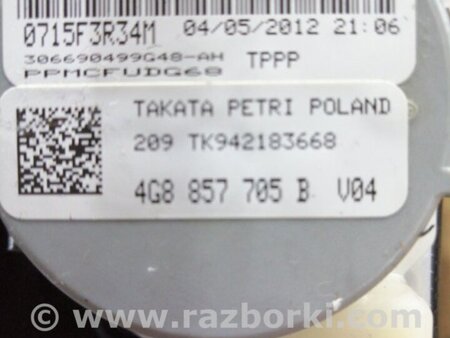 0715F3R34M 04/05/2012 21:06
306690499G48-AH TPPP
PPMCFUDG68
TAKATA PETRI POLAND
209 TK942183668
4G8 857 705 B V04
© www.razborki.com